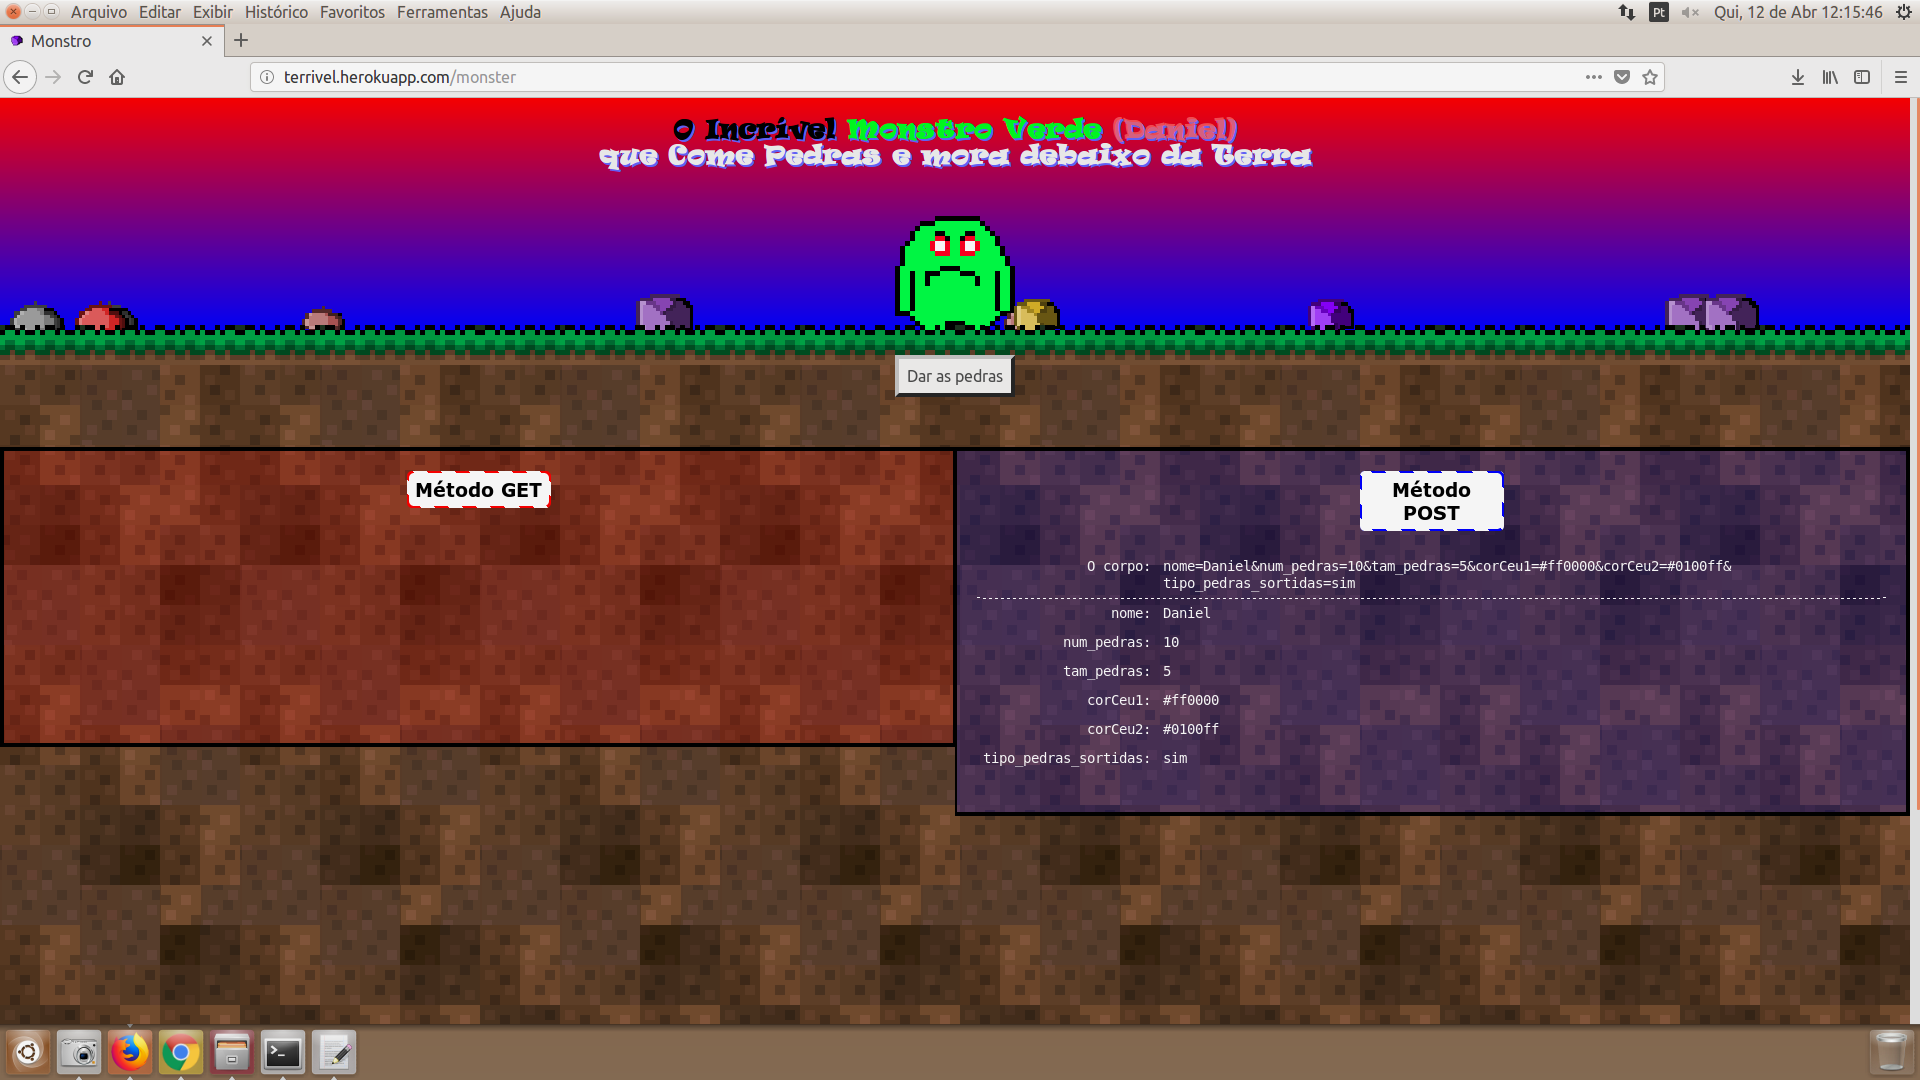 Arquivo Editar Exibir Histórico Favoritos Ferramentas Ajuda
Pt
Qui, 12 de Abr 12:15:46
Monstro
terrivel.herokuapp.com/monster
O Incrível Monstro Verde (Daniel)
que Come Pedras e mora debaixo da Terra
Dar as pedras
Método GET
Método
POST
O corpo: nome=Daniel&num_pedras=10&tam_pedras=5&corCeu1=#ff0000&corCeu2=#0100ff&
tipo_pedras_sortidas=sim
nome: Daniel
num_pedras: 10
tam_pedras: 5
corCeu1: #ff0000
corCeu2: #0100ff
tipo_pedras_sortidas: sim